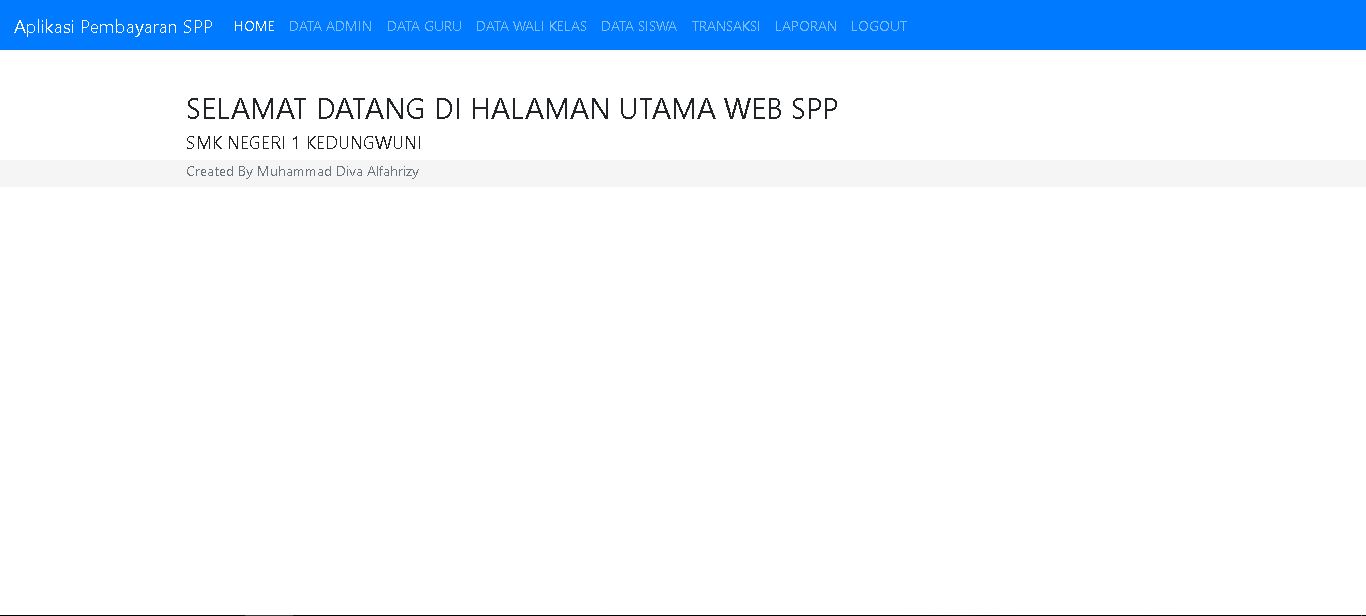 Aplikasi Pembayaran SPP HOME DATA ADMIN DATA GURU DATA WALI KELAS DATA SISWA TRANSAKSI LAPORAN LOGOUT
SELAMAT DATANG DI HALAMAN UTAMA WEB SPP
SMK NEGERI 1 KEDUNGWUNI
Created By Muhammad Diva Alfahrizy